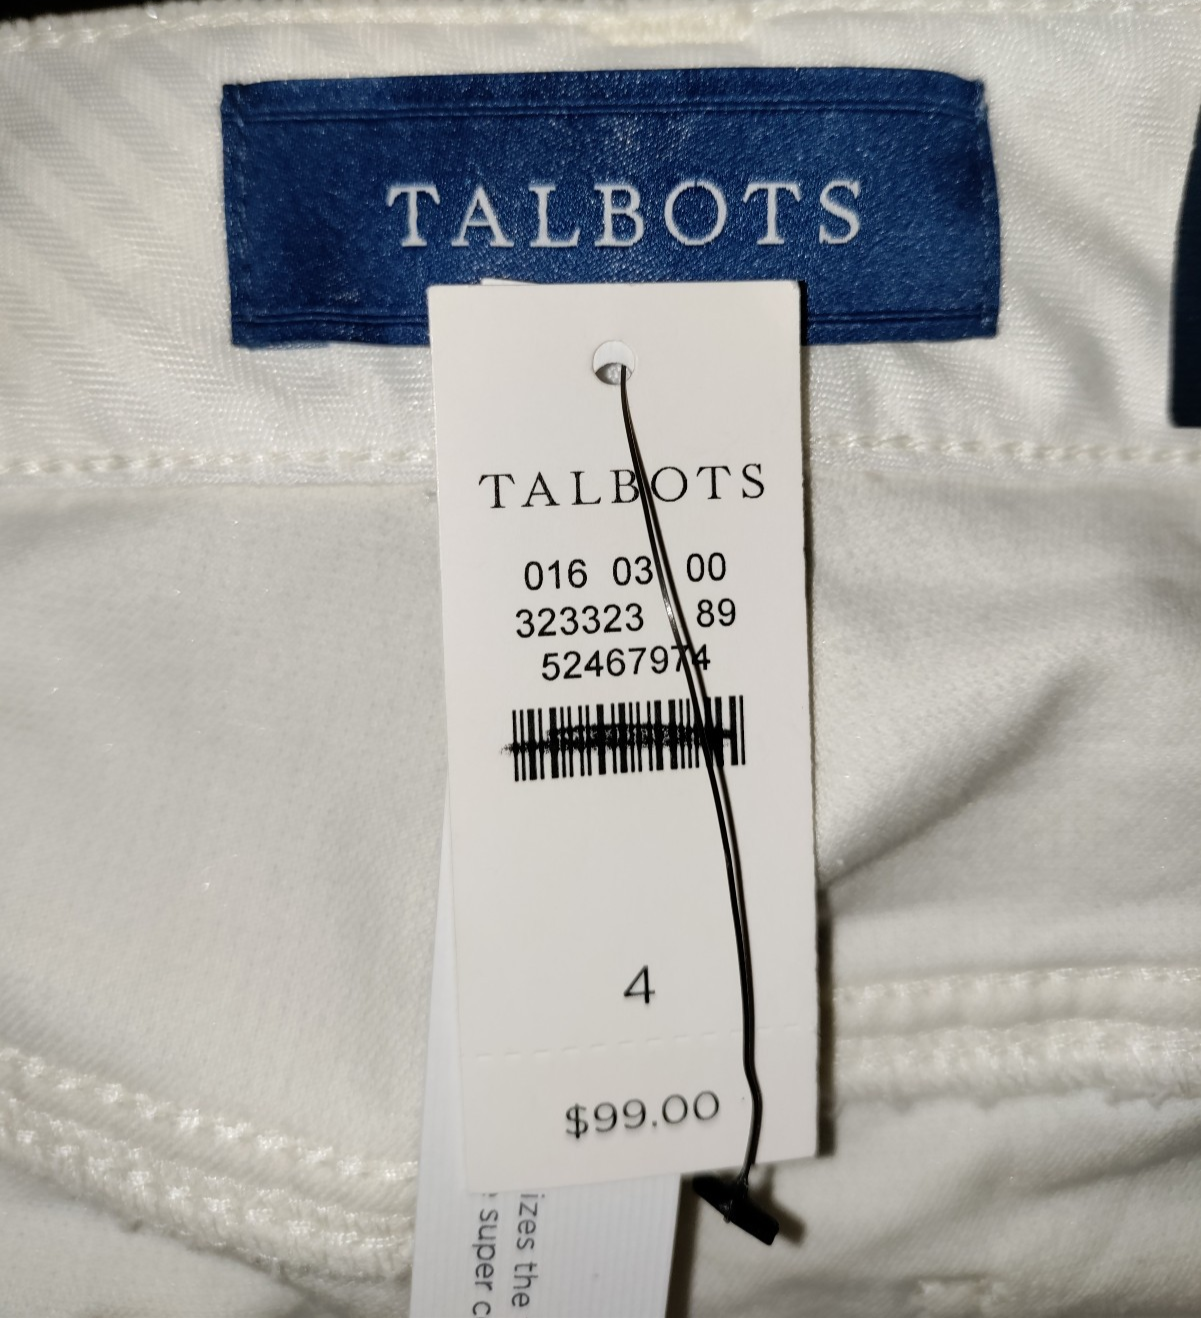 TALBOTS
TALBOTS
016 03 00
323323 89
52467974
4
$99.00
izes the
super c